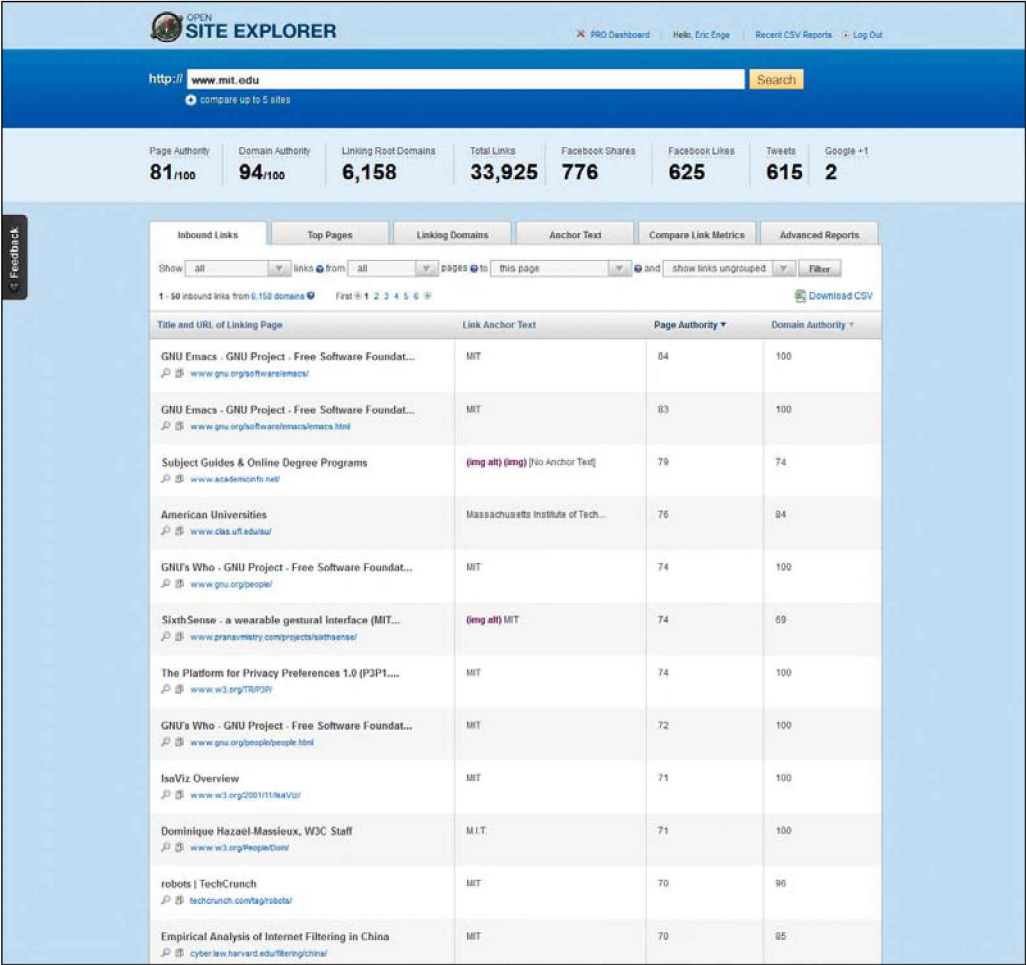 OPEN
SITE EXPLORER
PRO Dashboard | Hello, Eric Enge | Recent CSV Reports Log Out
http:// www.mit.edu Search
compare up to 5 sites
Page Authority Domain Authority Linking Root Domains Total Links Facebook Shares Facebook Likes Tweets Google +1
81/100 94/100 6,158 33,925 776 625 615 2
Feedback
Inbound Links Top Pages Linking Domains Anchor Text Compare Link Metrics Advanced Reports
Show all links from all pages to this page and show links ungrouped Filter
1 - 50 inbound links from 6,158 domains First 1 2 3 4 5 6
Download CSV
Title and URL of Linking Page Link Anchor Text Page Authority Domain Authority
GNU Emacs - GNU Project - Free Software Foundat... MIT 84 100
www.gnu.org/software/emacs/
GNU Emacs - GNU Project - Free Software Foundat... MIT 83 100
www.gnu.org/software/emacs/emacs.html
Subject Guides & Online Degree Programs (img alt) (img) [No Anchor Text] 79 74
www.academicinfo.net/
American Universities Massachusetts Institute of Tech... 76 84
www.clas.ufl.edu/au/
GNU's Who - GNU Project - Free Software Foundat... MIT 74 100
www.gnu.org/people/
SixthSense - a wearable gestural interface (MIT... (img alt) MIT 74 69
www.pranavmistry.com/projects/sixthsense/
The Platform for Privacy Preferences 1.0 (P3P1.... MIT 74 100
www.w3.org/TR/P3P/
GNU's Who - GNU Project - Free Software Foundat... MIT 72 100
www.gnu.org/people/people.html
IsaViz Overview MIT 71 100
www.w3.org/2001/11/IsaViz/
Dominique Hazael-Massieux, W3C Staff M.I.T. 71 100
www.w3.org/People/Dom/
robots | TechCrunch MIT 70 96
techcrunch.com/tag/robots/
Empirical Analysis of Internet Filtering in China MIT 70 85
cyber.law.harvard.edu/filtering/china/